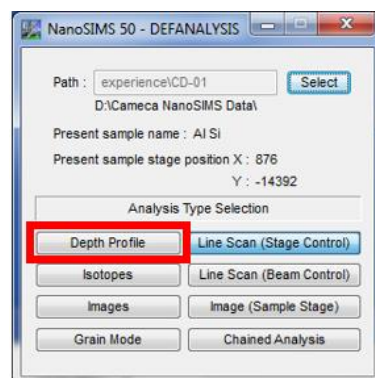 NanoSIMS 50 - DEFANALYSIS
Path : experience\CD-01 Select
D:\Cameca NanoSIMS Data\
Present sample name : Al Si
Present sample stage position X : 876
Y : -14392
Analysis Type Selection
Depth Profile Line Scan (Stage Control)
Isotopes Line Scan (Beam Control)
Images Image (Sample Stage)
Grain Mode Chained Analysis